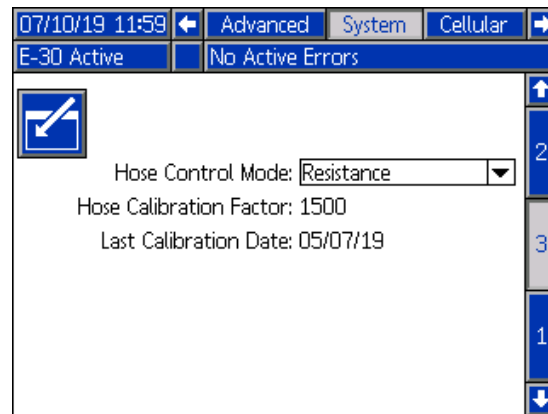 07/10/19 11:59 Advanced System Cellular
E-30 Active No Active Errors
2
Hose Control Mode: Resistance
Hose Calibration Factor: 1500
Last Calibration Date: 05/07/19
3
1